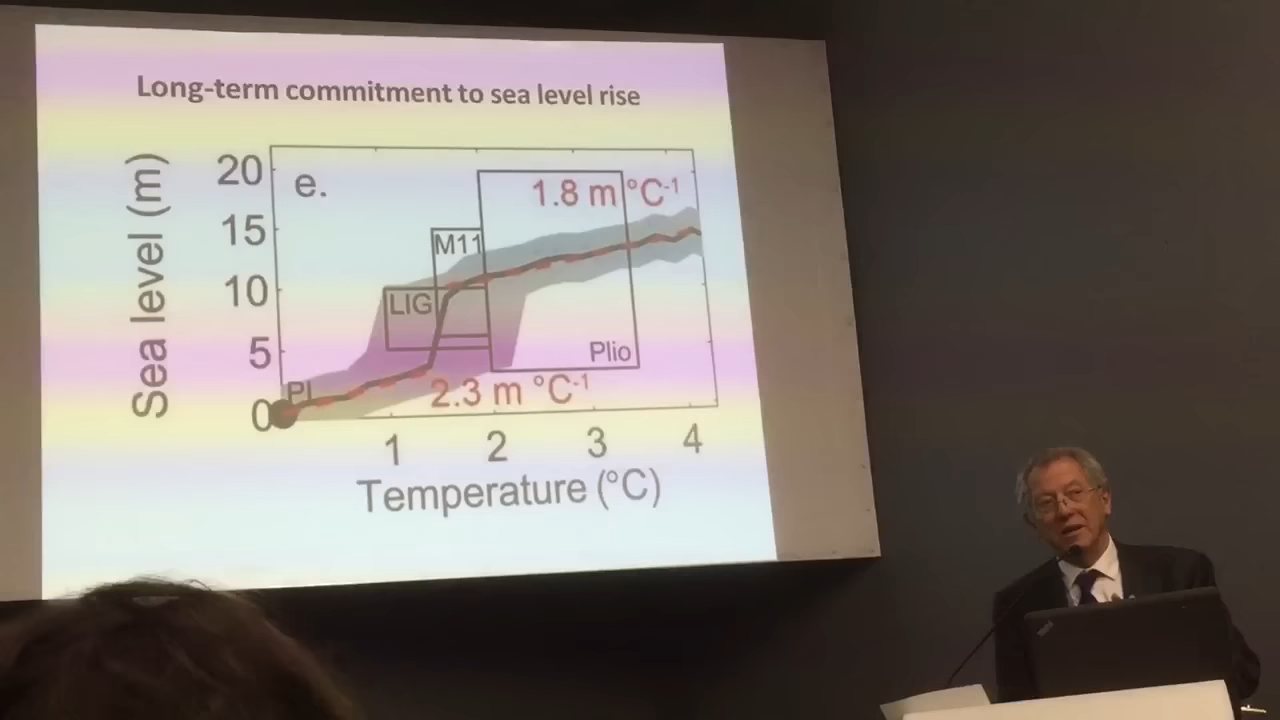 Long-term commitment to sea level rise
Sea level (m)
20
15
10
5
0
e.
1.8 m °C-1
M11
LIG
Plio
PI
2.3 m °C-1
1 2 3 4
Temperature (°C)